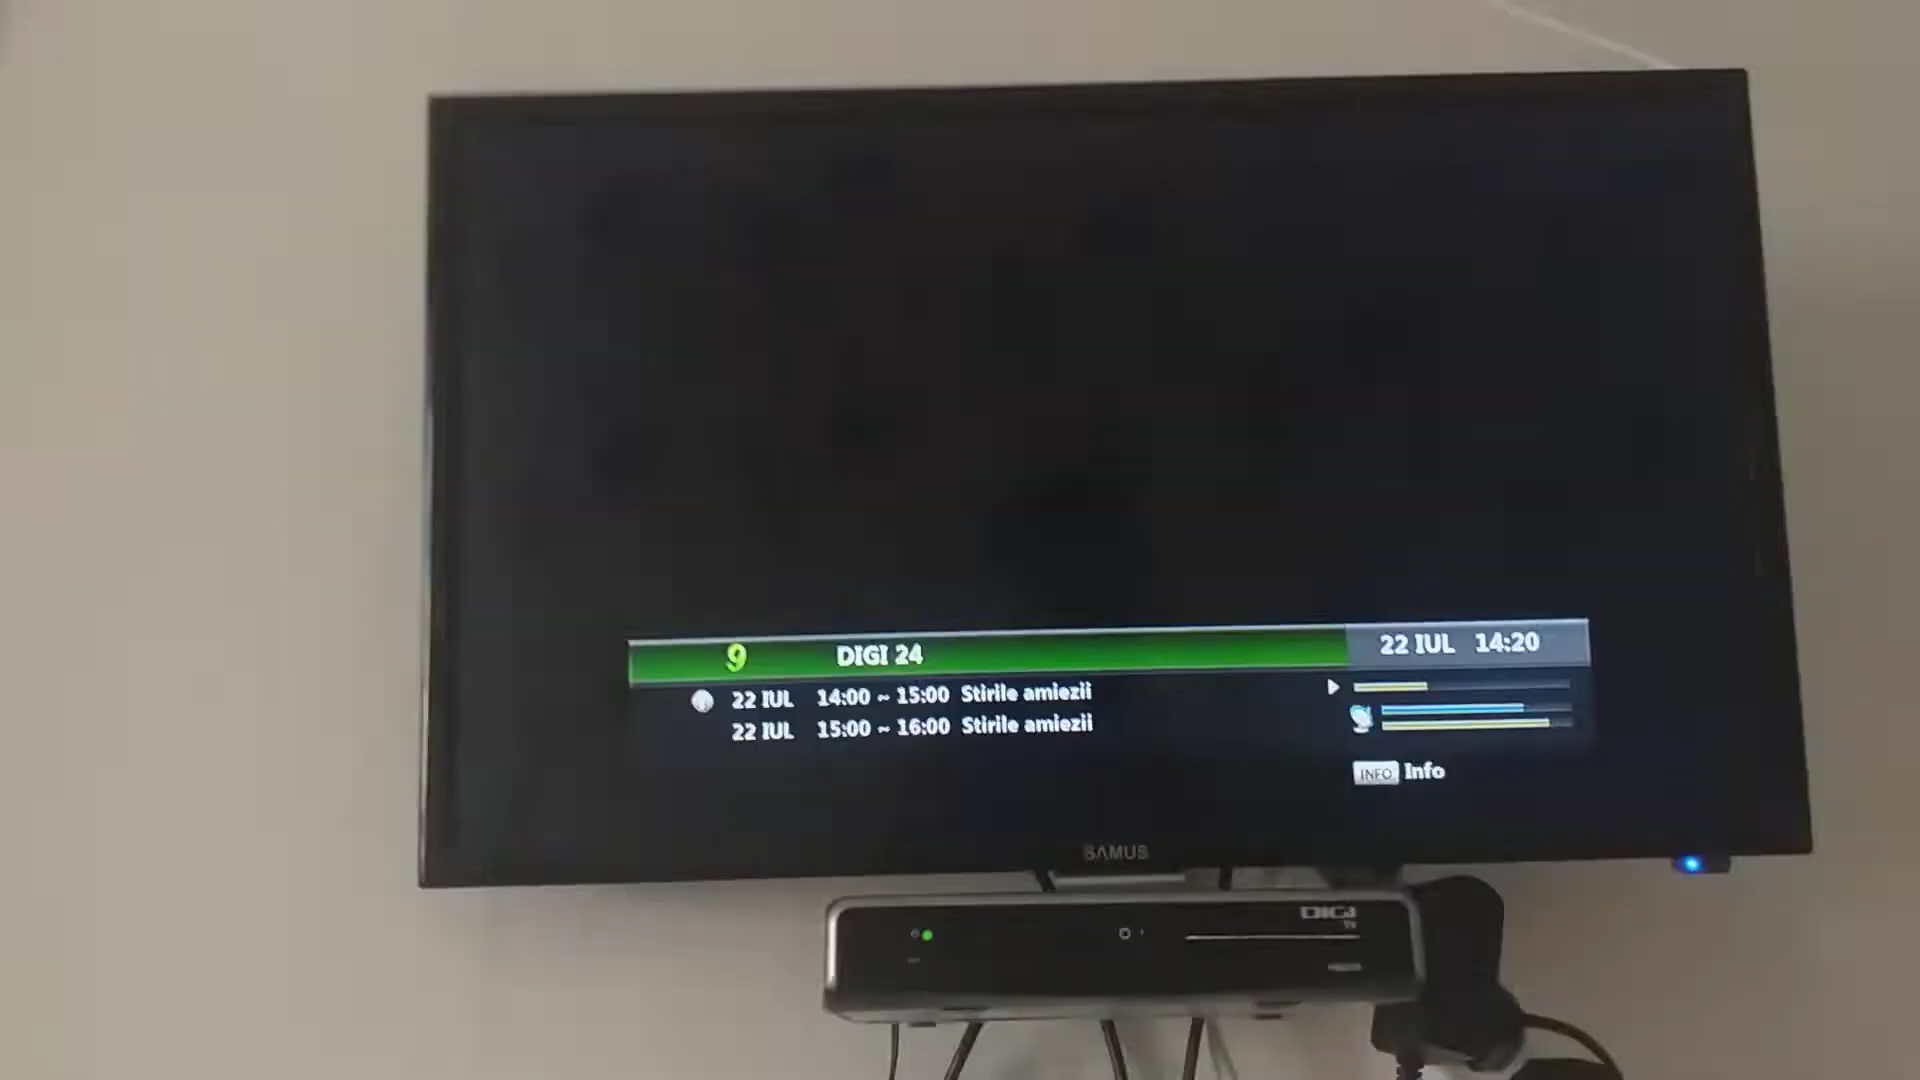 9 DIGI 24 22 IUL 14:20
22 IUL 14:00 ~ 15:00 Stirile amiezii
22 IUL 15:00 ~ 16:00 Stirile amiezii
INFO Info
SAMUS
DIGI